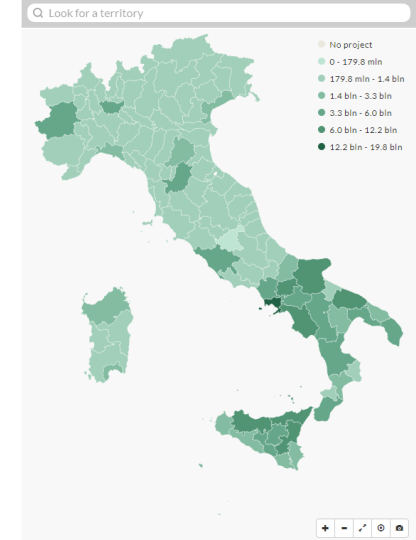 Look for a territory
No project
0 - 179.8 mln
179.8 mln - 1.4 bln
1.4 bln - 3.3 bln
3.3 bln - 6.0 bln
6.0 bln - 12.2 bln
12.2 bln - 19.8 bln